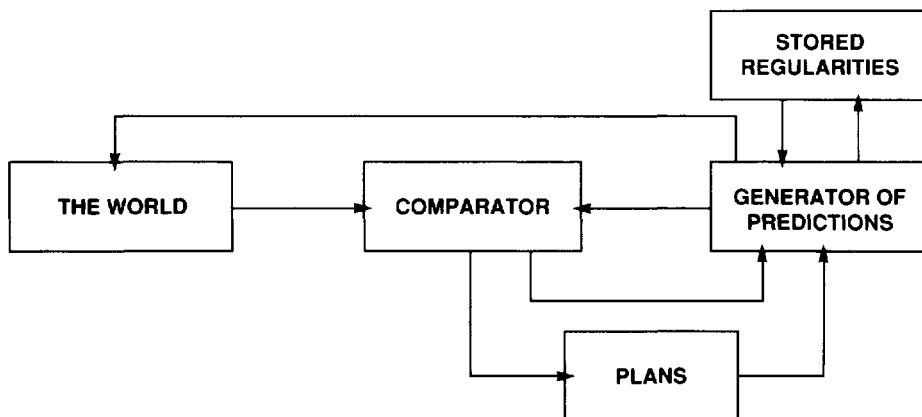 STORED
REGULARITIES
THE WORLD
COMPARATOR
GENERATOR OF
PREDICTIONS
PLANS